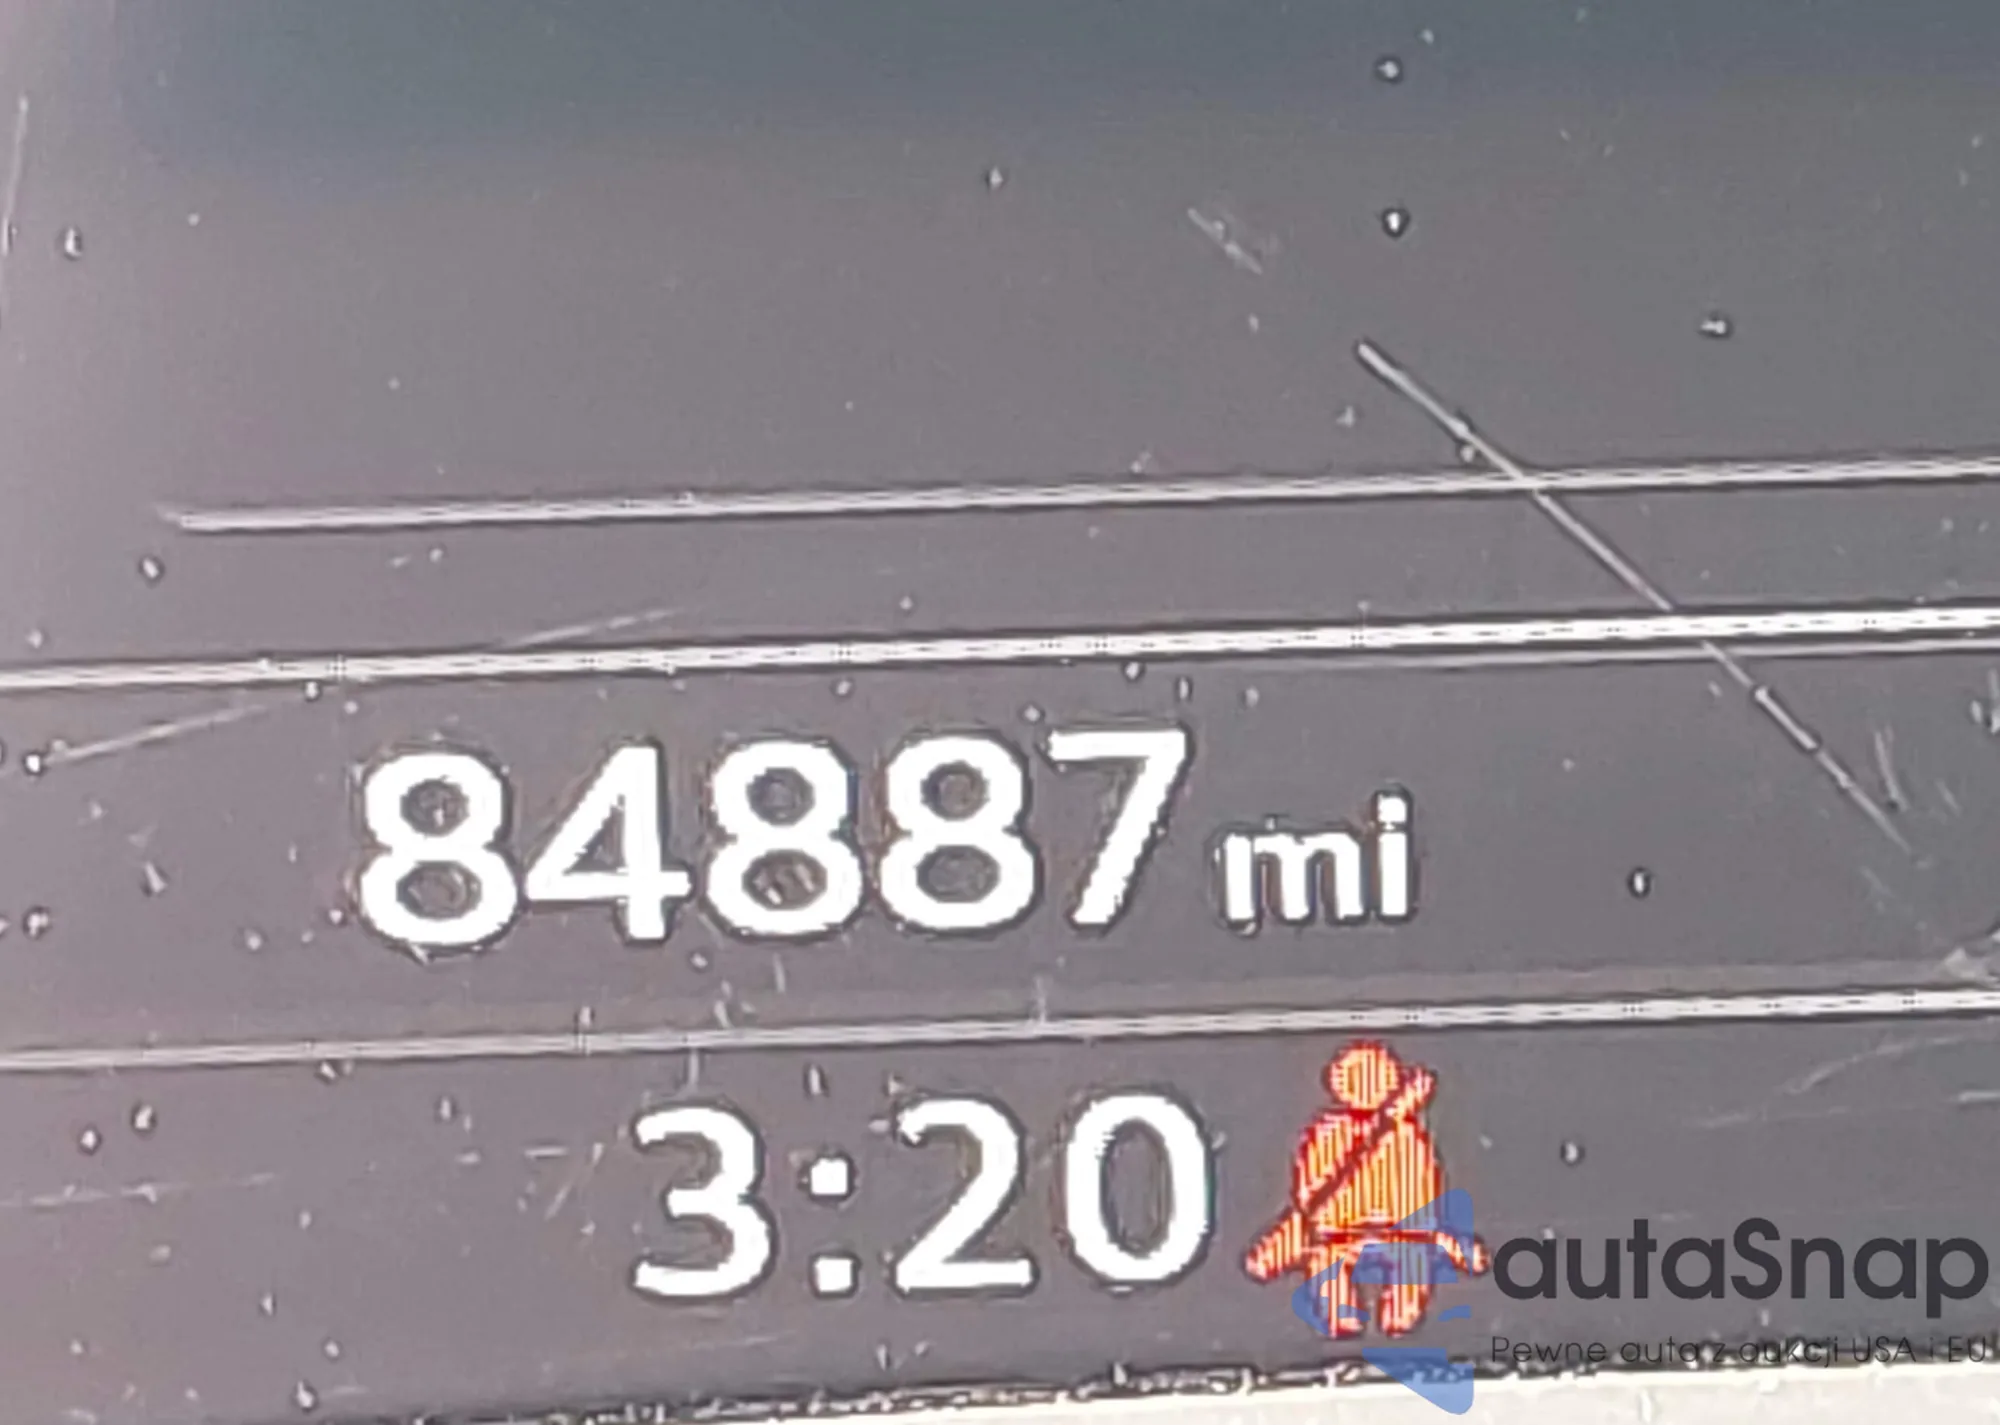 84887 mi
3:20
autaSnap
Pewne auta z aukcji USA i EU